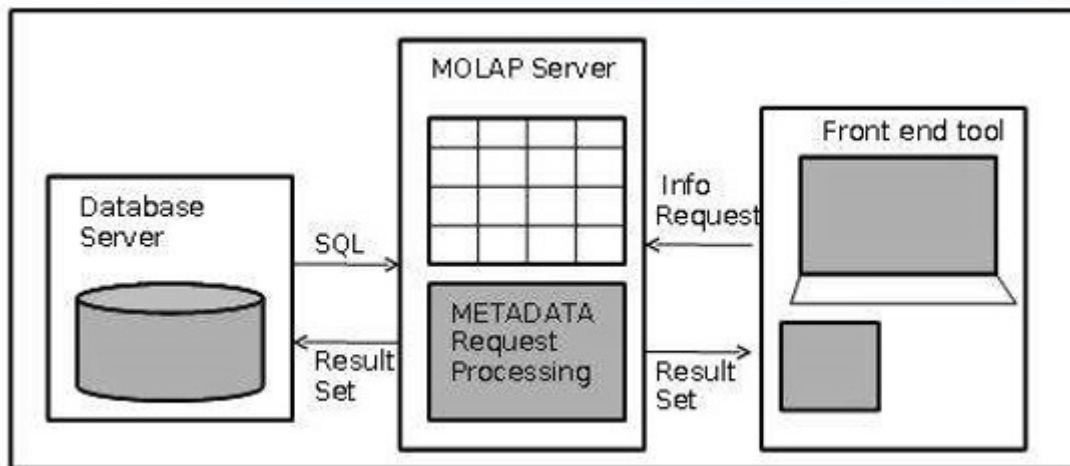 MOLAP Server
Front end tool
Database
Server
SQL
Result
Set
METADATA
Request
Processing
Info
Request
Result
Set